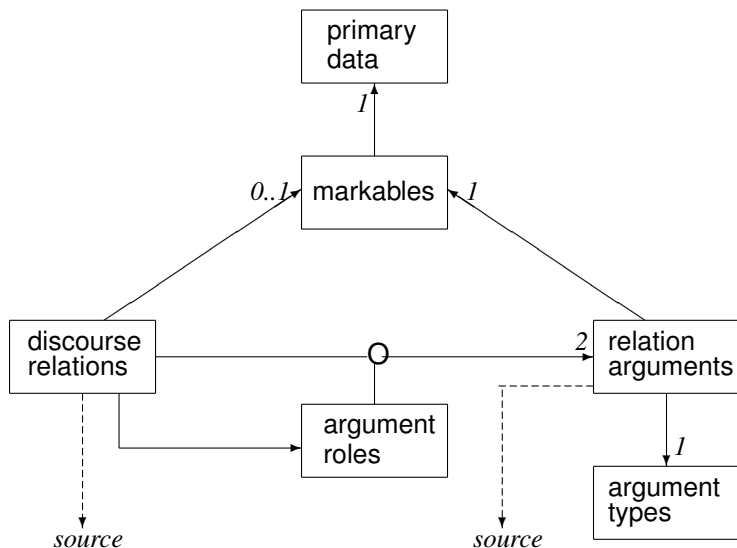 primary
data
1
0..1
markables
1
discourse
relations
O
2
relation
arguments
argument
roles
1
argument
types
source
source